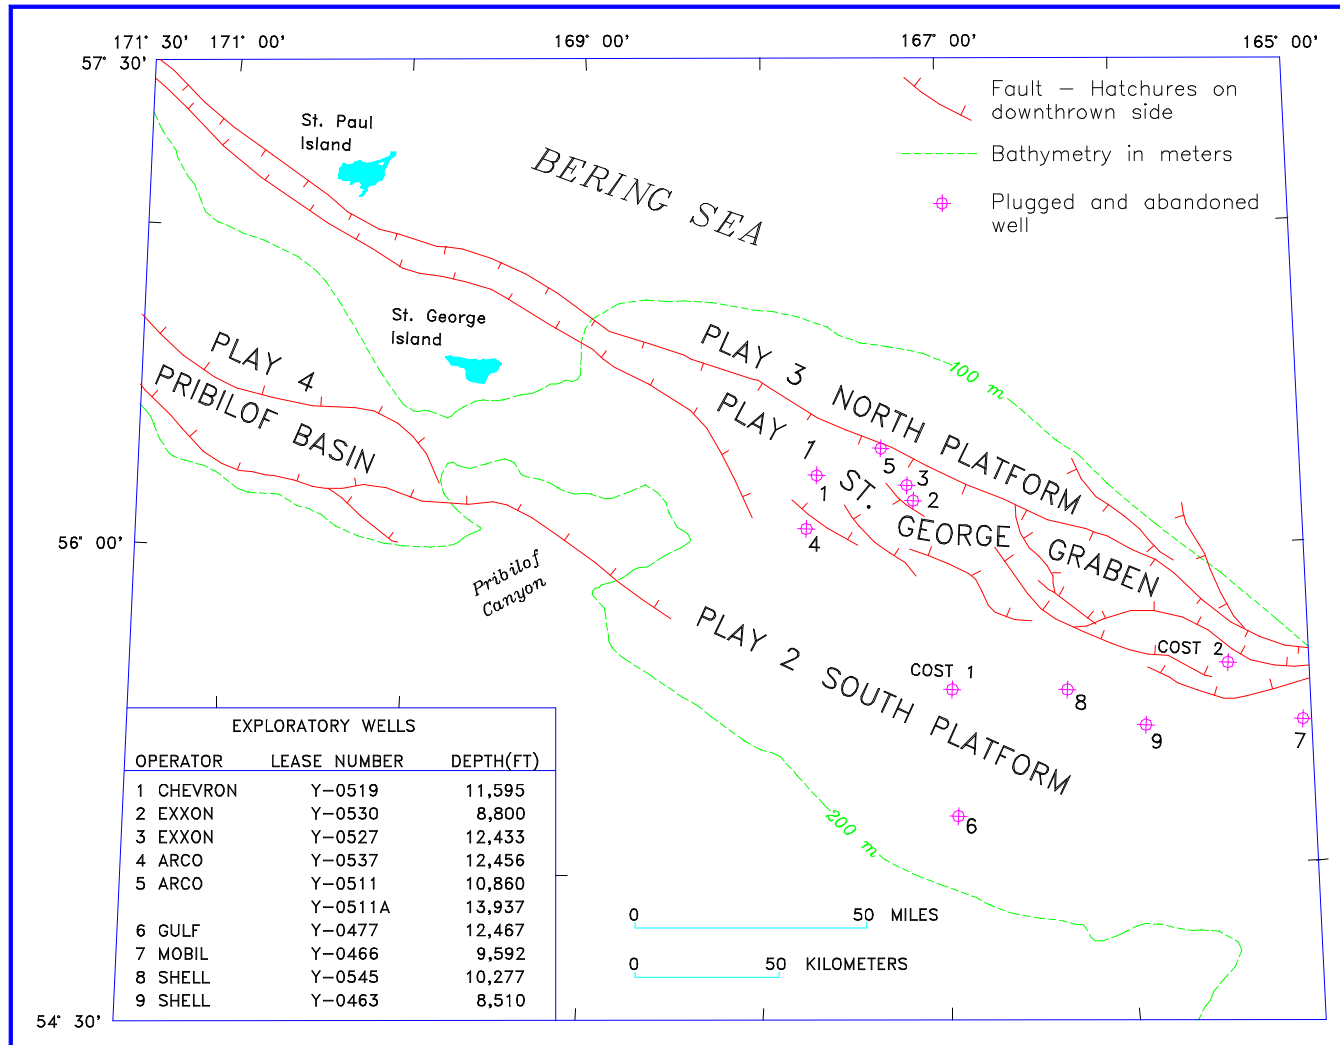 171° 30' 171° 00' 169° 00' 167° 00' 165° 00'
57° 30'
Fault – Hatchures on
downthrown side
Bathymetry in meters
Plugged and abandoned
well
St. Paul
Island
BERING SEA
St. George
Island
PLAY 4
PRIBILOF BASIN
PLAY 3 NORTH PLATFORM
100 m
PLAY 1 ST. GEORGE GRABEN
5
3
1
2
4
56° 00'
Pribilof
Canyon
PLAY 2 SOUTH PLATFORM
COST 1
COST 2
8
9
7
6
200 m
EXPLORATORY WELLS
OPERATOR LEASE NUMBER DEPTH(FT)
1 CHEVRON Y-0519 11,595
2 EXXON Y-0530 8,800
3 EXXON Y-0527 12,433
4 ARCO Y-0537 12,456
5 ARCO Y-0511 10,860
Y-0511A 13,937
6 GULF Y-0477 12,467
7 MOBIL Y-0466 9,592
8 SHELL Y-0545 10,277
9 SHELL Y-0463 8,510
0 50 MILES
0 50 KILOMETERS
54° 30'